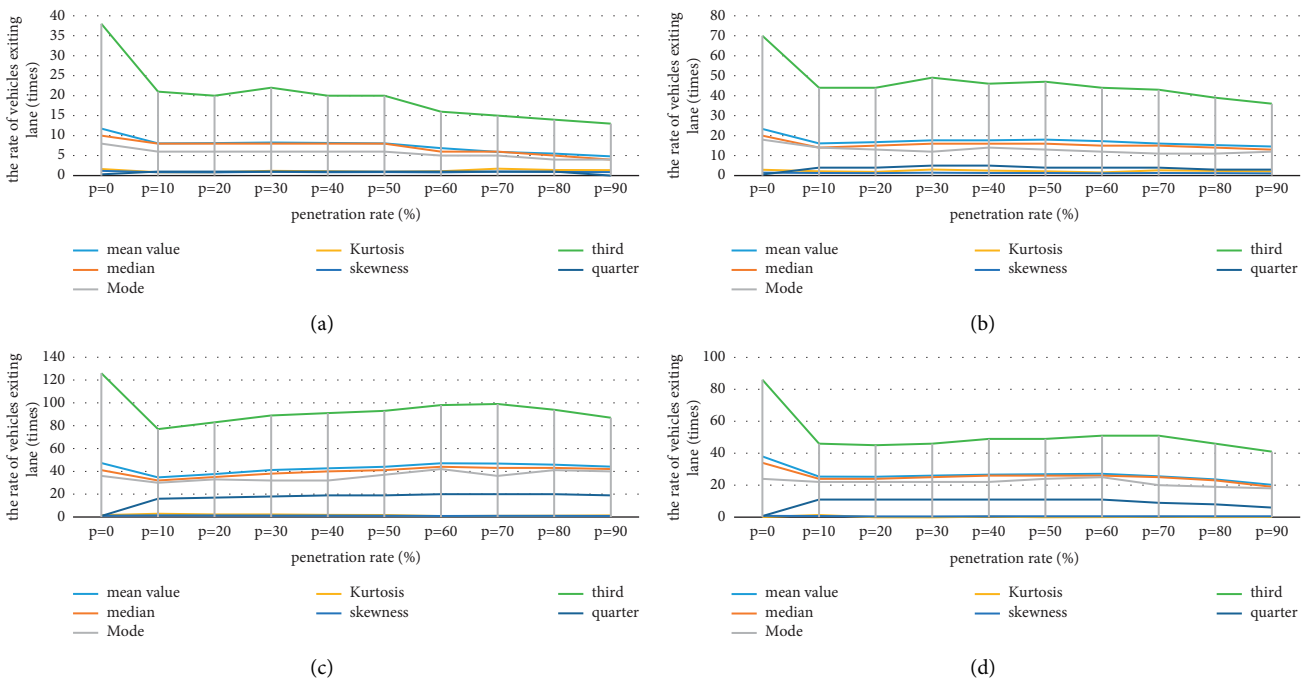 the rate of vehicles exiting
lane (times)
40
35
30
25
20
15
10
5
0
p=0 p=10 p=20 p=30 p=40 p=50 p=60 p=70 p=80 p=90
penetration rate (%)
mean value
median
Mode
Kurtosis
skewness
third
quarter
(a)
the rate of vehicles exiting
lane (times)
80
70
60
50
40
30
20
10
0
p=0 p=10 p=20 p=30 p=40 p=50 p=60 p=70 p=80 p=90
penetration rate (%)
mean value
median
Mode
Kurtosis
skewness
third
quarter
(b)
the rate of vehicles exiting
lane (times)
140
120
100
80
60
40
20
0
p=0 p=10 p=20 p=30 p=40 p=50 p=60 p=70 p=80 p=90
penetration rate (%)
mean value
median
Mode
Kurtosis
skewness
third
quarter
(c)
the rate of vehicles exiting
lane (times)
100
80
60
40
20
0
p=0 p=10 p=20 p=30 p=40 p=50 p=60 p=70 p=80 p=90
penetration rate (%)
mean value
median
Mode
Kurtosis
skewness
third
quarter
(d)